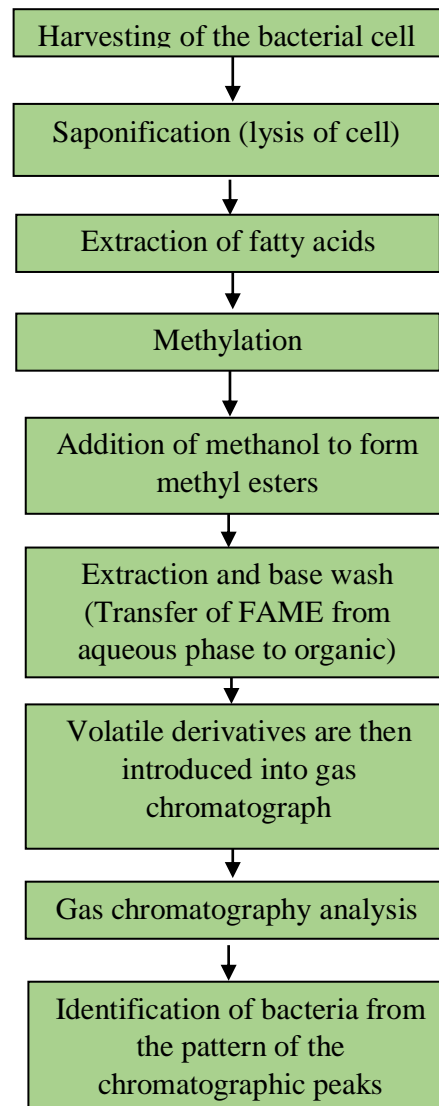 Harvesting of the bacterial cell
Saponification (lysis of cell)
Extraction of fatty acids
Methylation
Addition of methanol to form
methyl esters
Extraction and base wash
(Transfer of FAME from
aqueous phase to organic)
Volatile derivatives are then
introduced into gas
chromatograph
Gas chromatography analysis
Identification of bacteria from
the pattern of the
chromatographic peaks